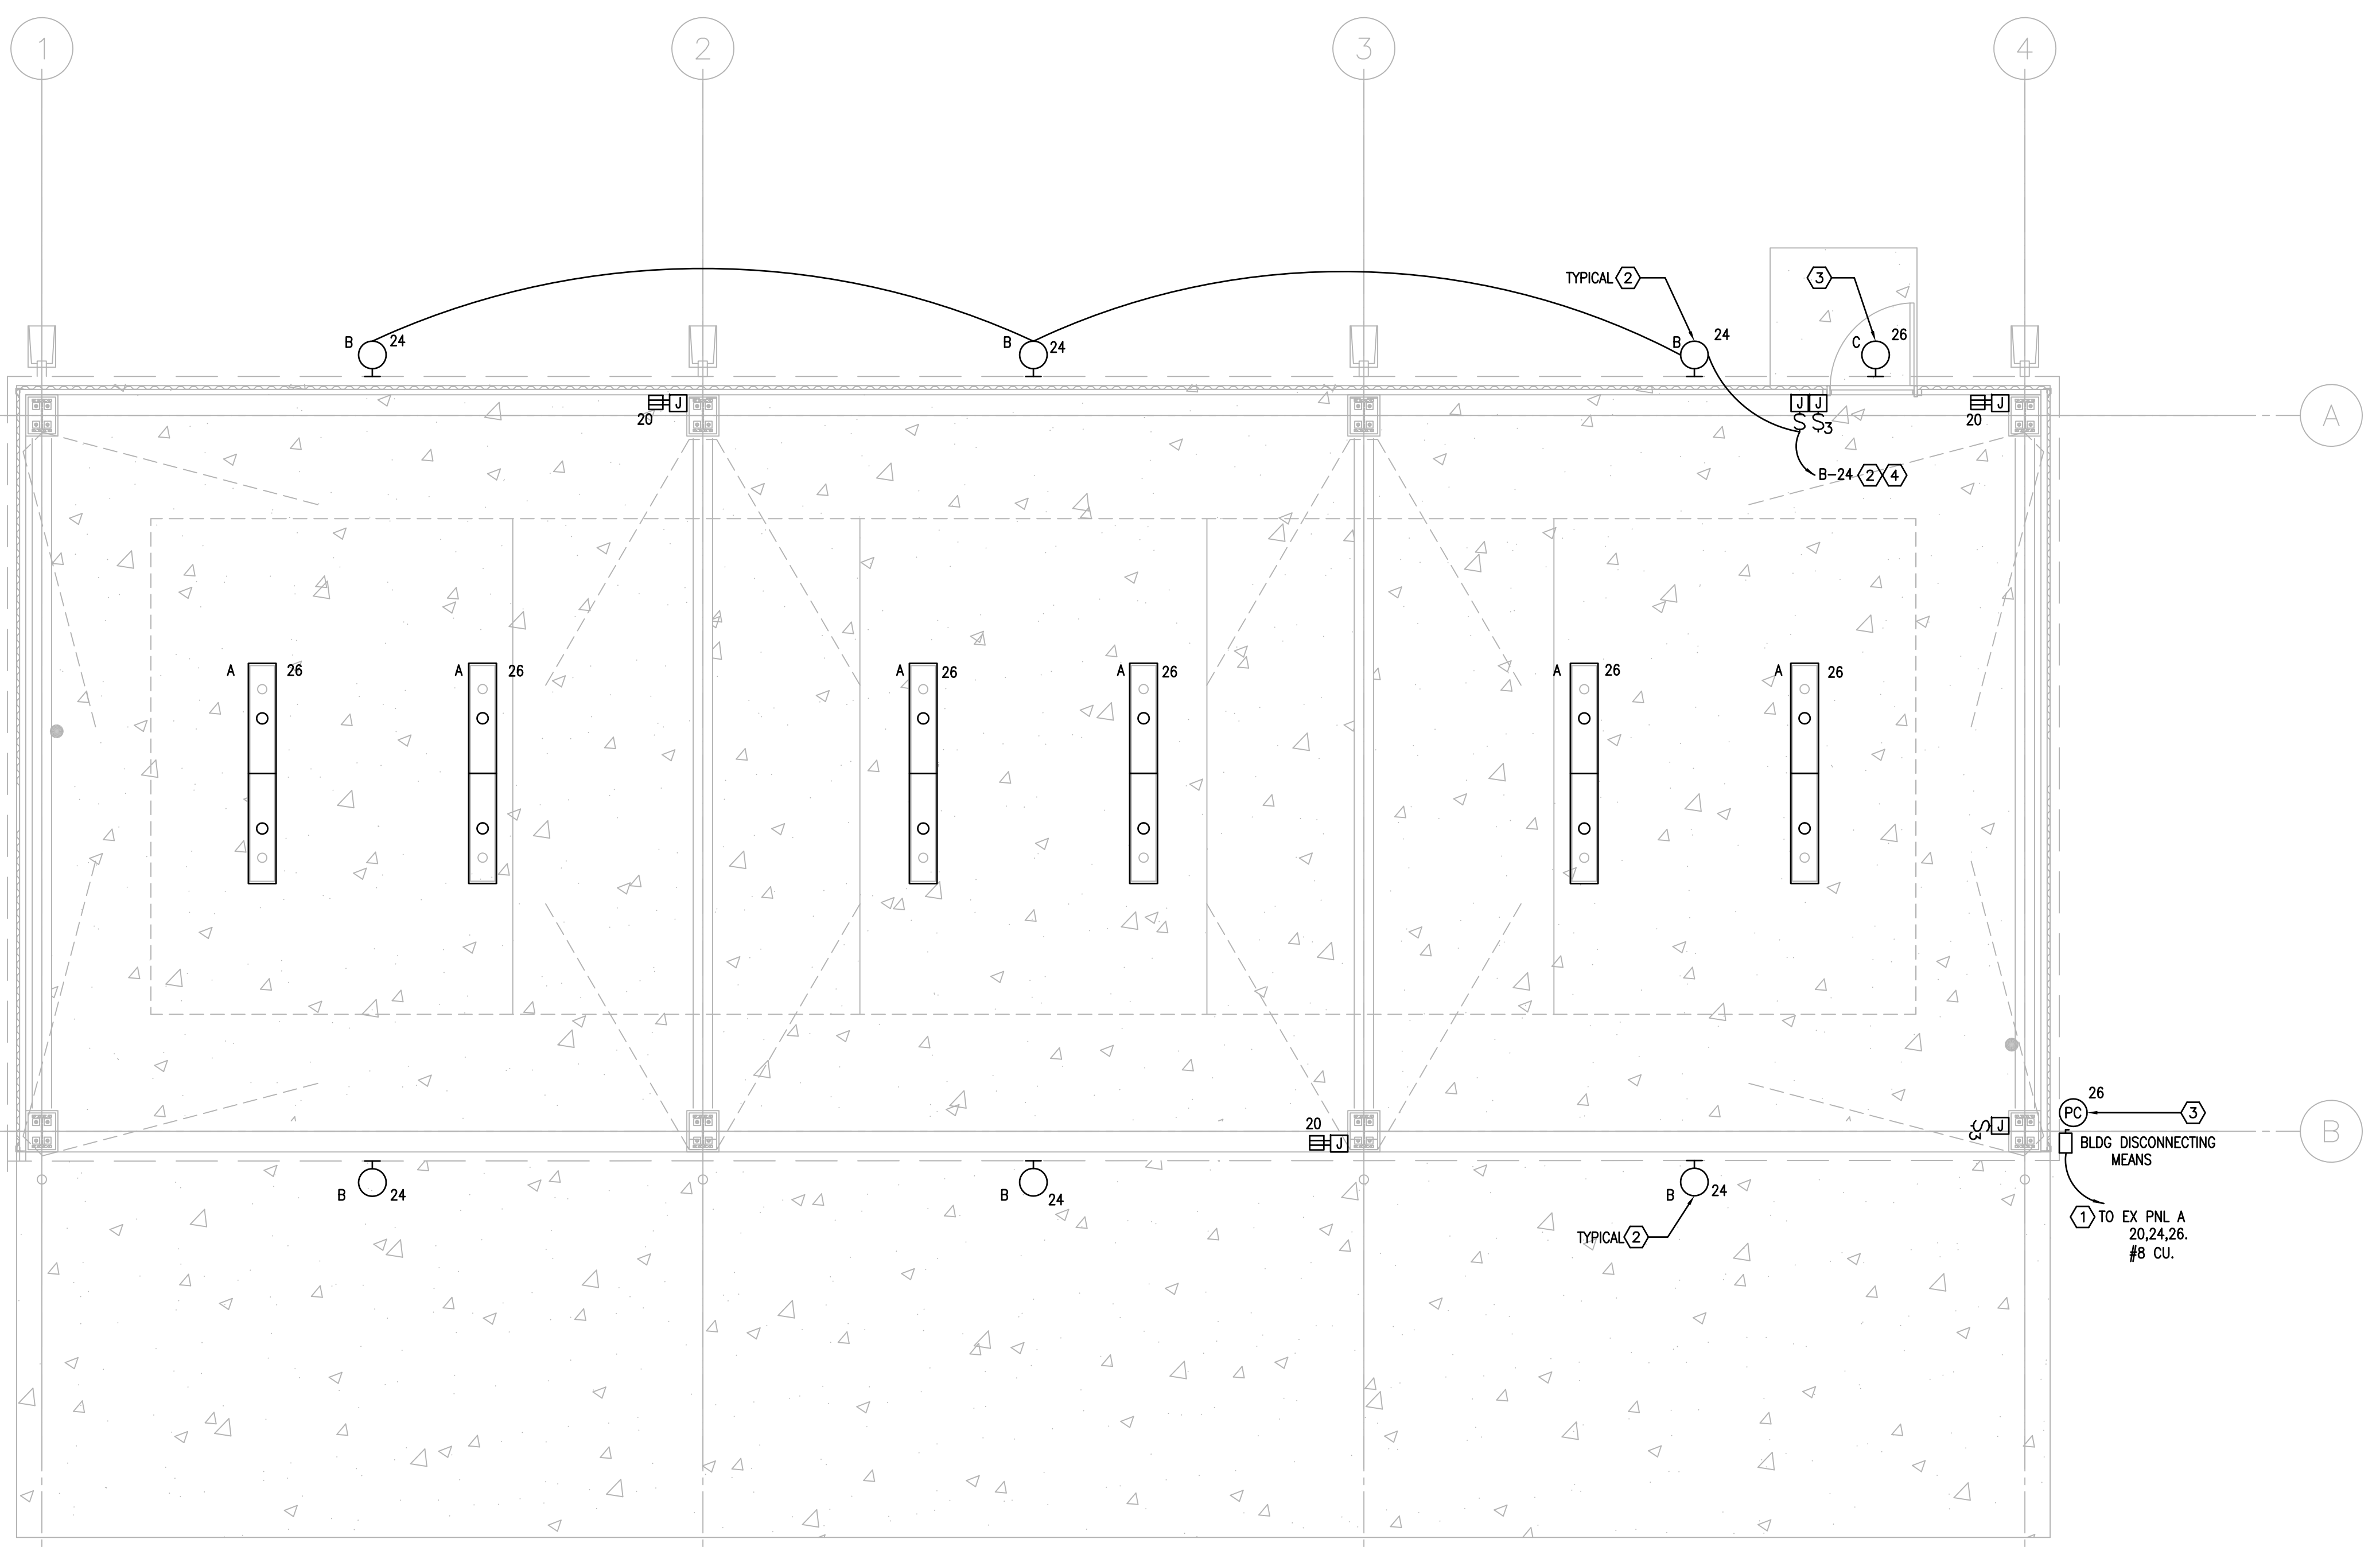 1 2 3 4
TYPICAL 2
3
B 24
B 24
B 24
C 26
J
20
J J
S S3
J
20
A
B-24 2 4
A 26
A 26
A 26
A 26
A 26
A 26
26
PC
3
20
J
S3 J
B
BLDG DISCONNECTING
MEANS
B 24
B 24
B 24
TYPICAL 2
1 TO EX PNL A
20,24,26.
#8 CU.